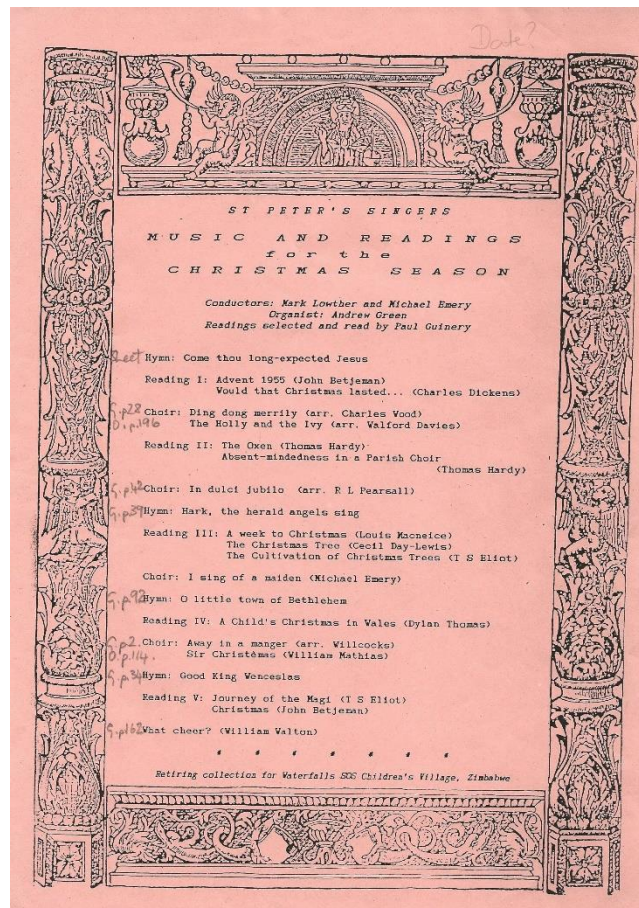 Date?
ST PETER'S SINGERS
MUSIC AND READINGS
for the
CHRISTMAS SEASON
Conductors: Mark Lowther and Michael Emery
Organist: Andrew Green
Readings selected and read by Paul Guinery
Sheet Hymn: Come thou long-expected Jesus
Reading I: Advent 1955 (John Betjeman)
Would that Christmas lasted... (Charles Dickens)
G.p28 Choir: Ding dong merrily (arr. Charles Wood)
O.p.196 The Holly and the Ivy (arr. Walford Davies)
Reading II: The Oxen (Thomas Hardy)
Absent-mindedness in a Parish Choir
(Thomas Hardy)
Choir: In dulci jubilo (arr. R L Pearsall)
G.p39 Hymn: Hark, the herald angels sing
Reading III: A week to Christmas (Louis Macneice)
The Christmas Tree (Cecil Day-Lewis)
The Cultivation of Christmas Trees (T S Eliot)
Choir: I sing of a maiden (Michael Emery)
G.p92 Hymn: O little town of Bethlehem
Reading IV: A Child's Christmas in Wales (Dylan Thomas)
G.p2. Choir: Away in a manger (arr. Willcocks)
O.p.114. Sir Christèmas (William Mathias)
G.p34 Hymn: Good King Wenceslas
Reading V: Journey of the Magi (T S Eliot)
Christmas (John Betjeman)
G.p162 What cheer? (William Walton)
Retiring collection for Waterfalls SOS Children's Village, Zimbabwe